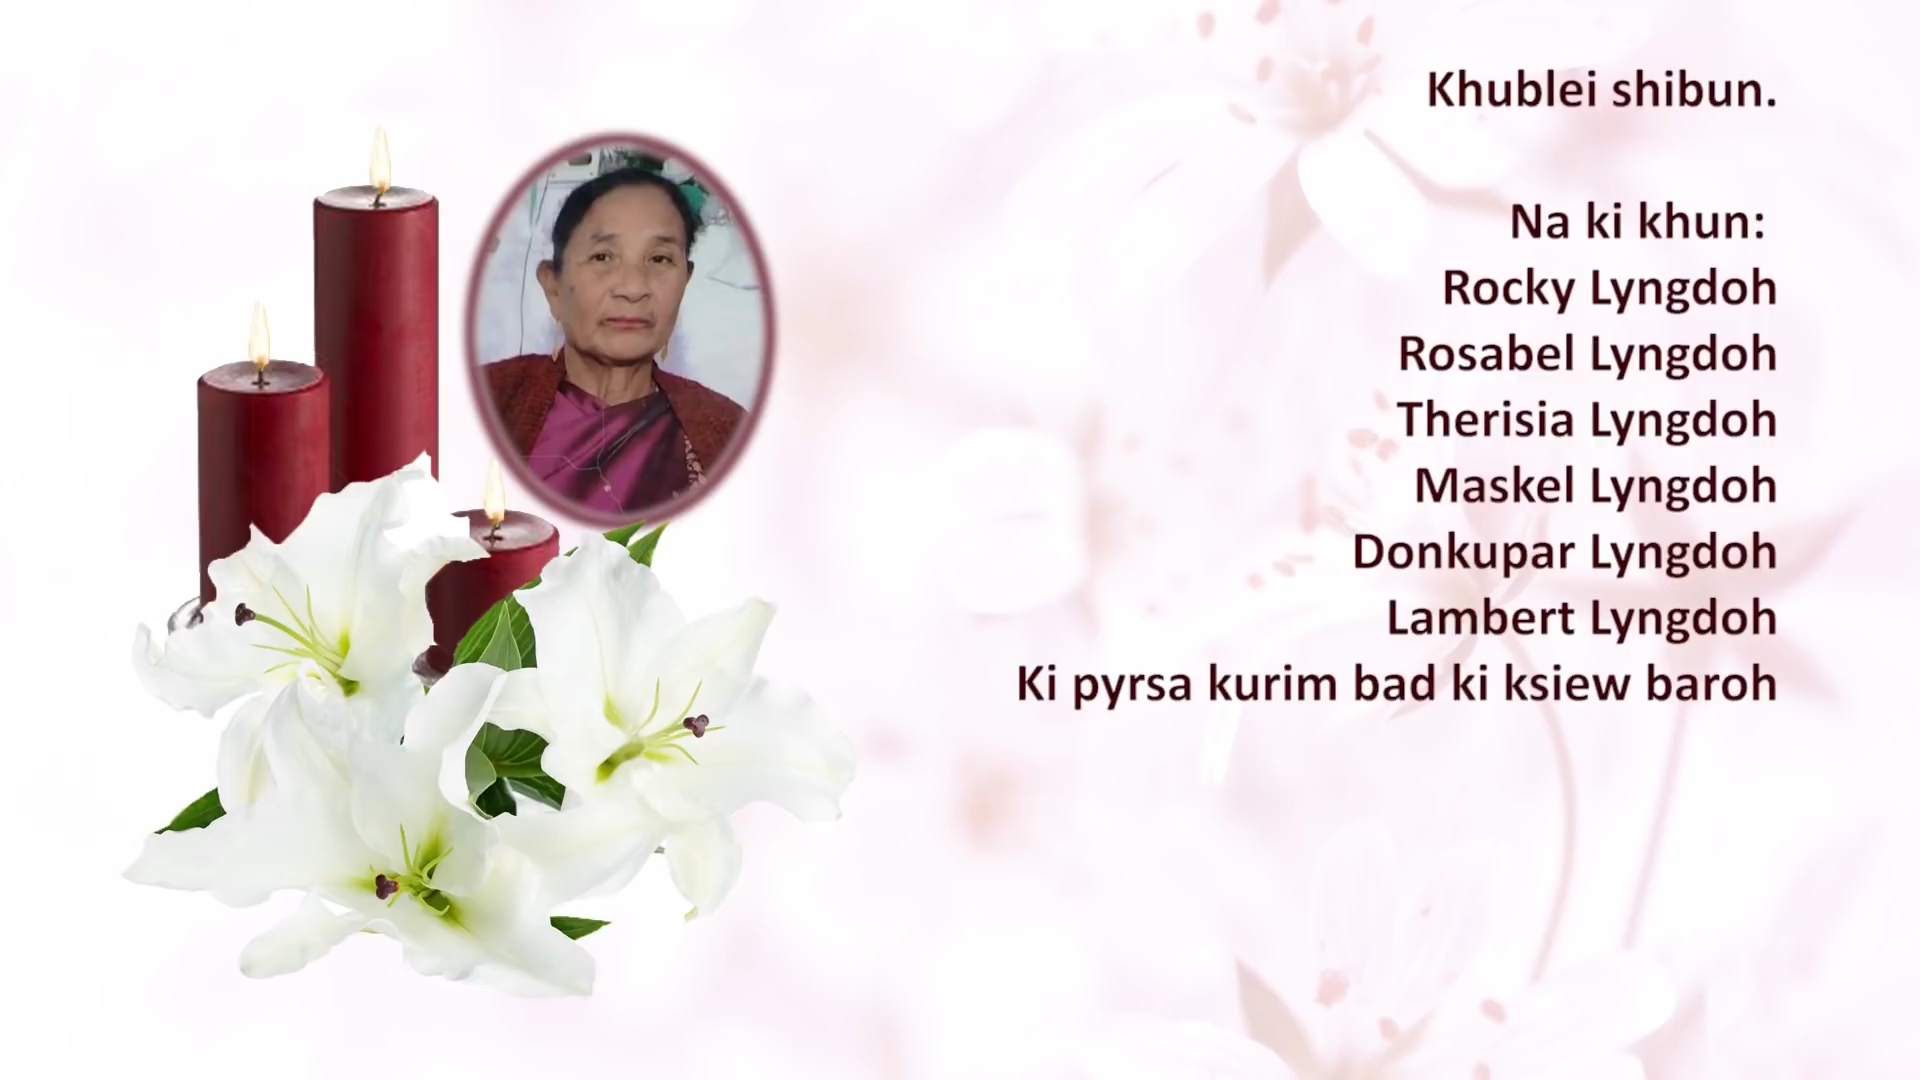 Khublei shibun.
Na ki khun:
Rocky Lyngdoh
Rosabel Lyngdoh
Therisia Lyngdoh
Maskel Lyngdoh
Donkupar Lyngdoh
Lambert Lyngdoh
Ki pyrsa kurim bad ki ksiew baroh